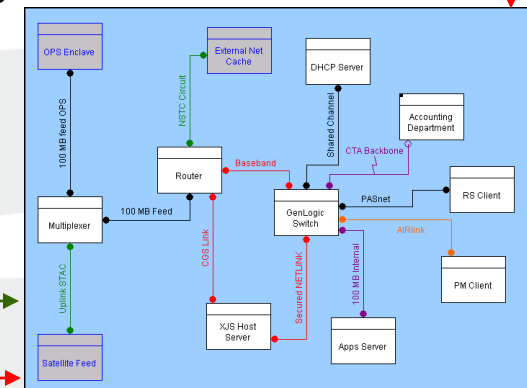 OPS Enclave
External Net
Cache
DHCP Server
Accounting
Department
NSTC Circuit
Shared Channel
100 MB feed OPS
CTA Backbone
Router
Baseband
GenLogic
Switch
PASnet
RS Client
Multiplexer
100 MB Feed
AIRlink
CGS Link
Secured NETLINK
100 MB Internal
PM Client
Uplink STAC
XJS Host
Server
Apps Server
Satellite Feed